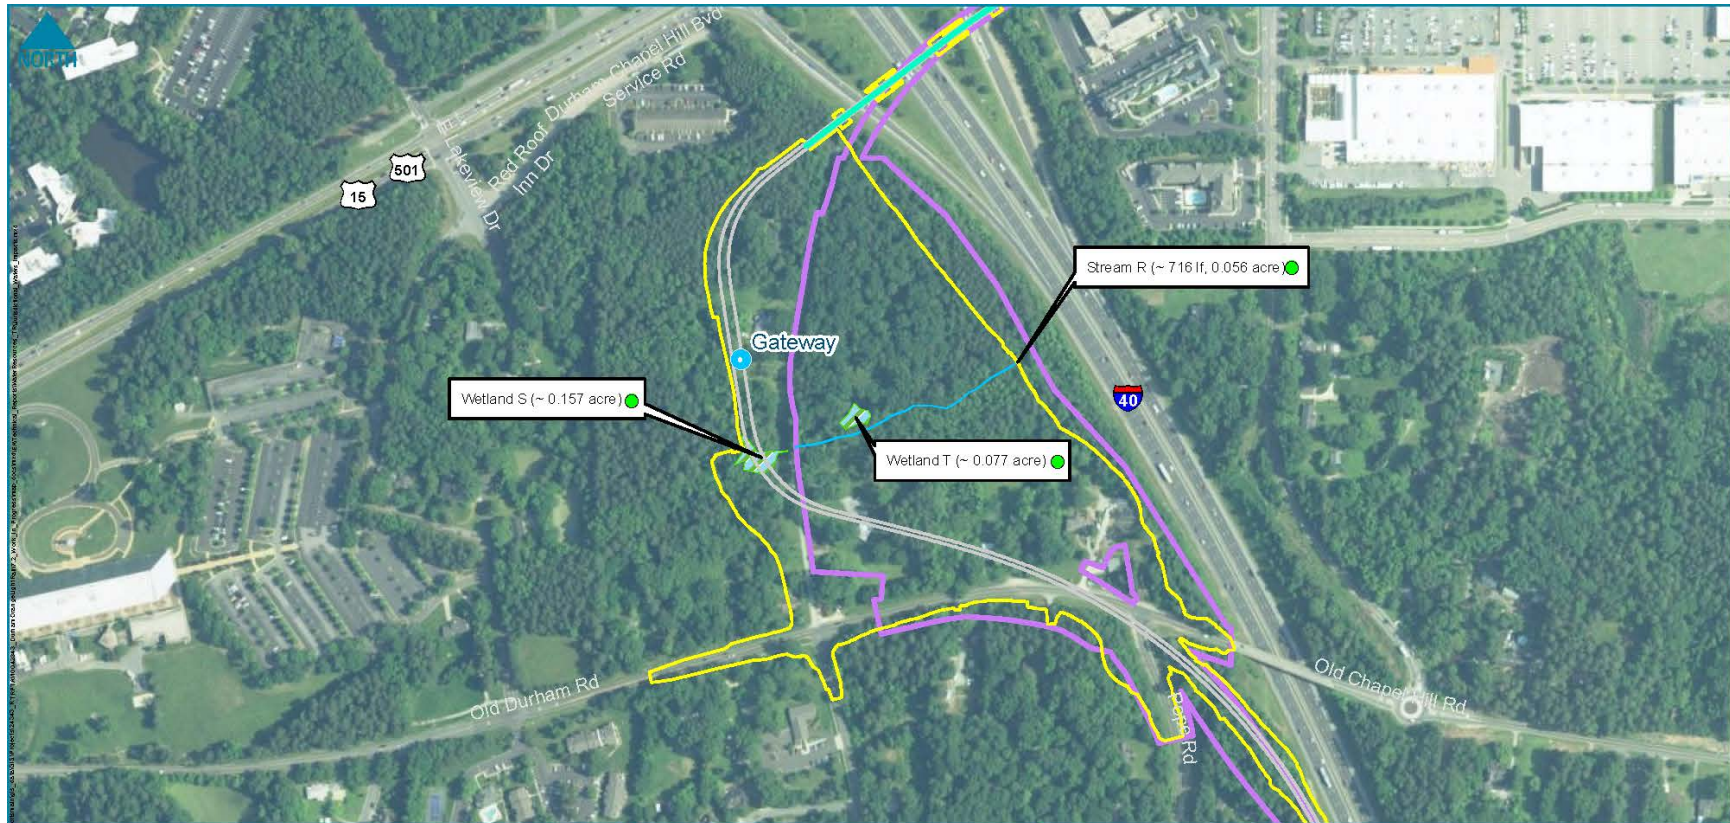 NORTH
Durham Chapel Hill Blvd
Service Rd
Red Roof
Inn Dr
Lakeview Dr
501
15
Stream R (~ 716 lf, 0.056 acre)
Gateway
Wetland S (~ 0.157 acre)
40
Wetland T (~ 0.077 acre)
Old Durham Rd
Old Chapel Hill Rd
Pope Rd